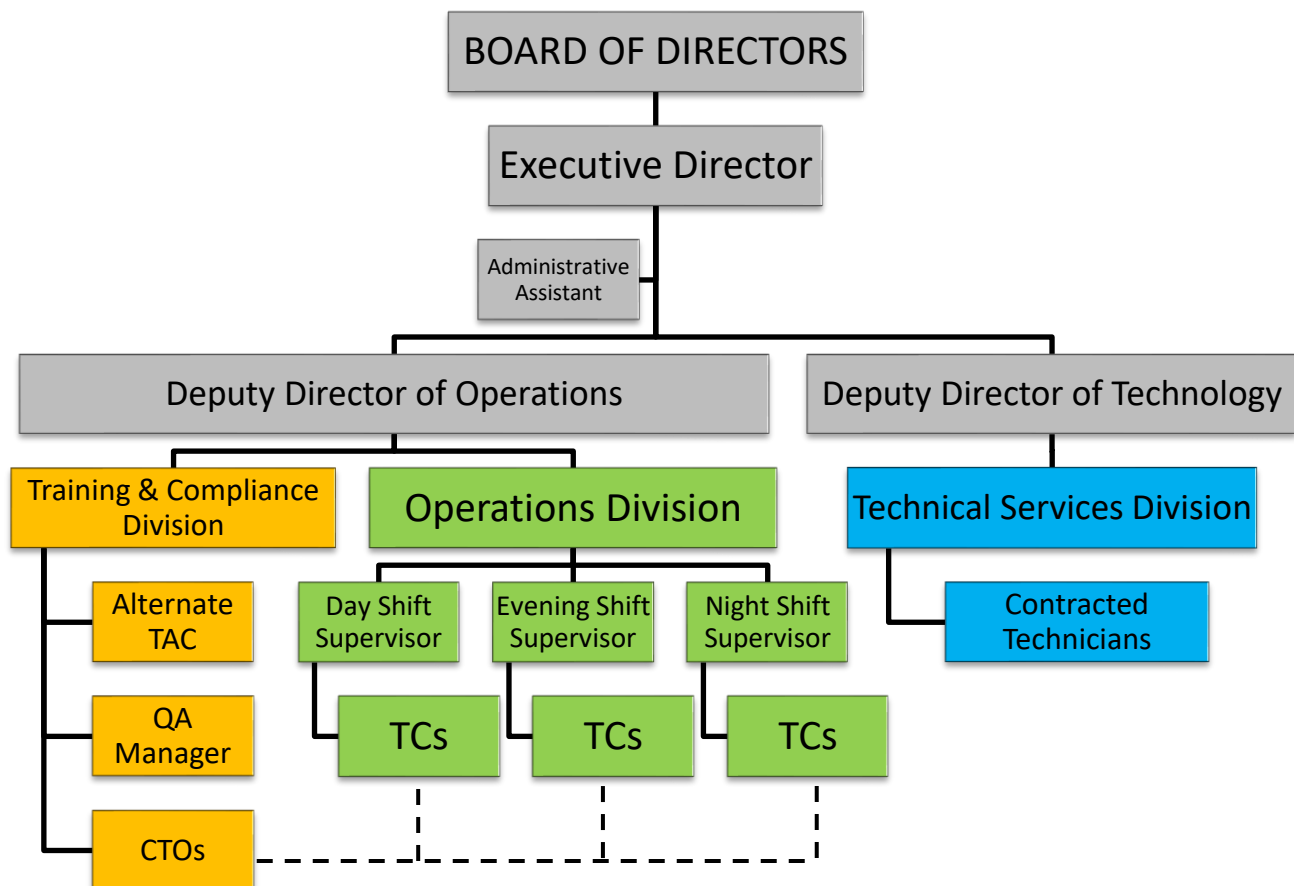 BOARD OF DIRECTORS
Executive Director
Administrative
Assistant
Deputy Director of Operations
Deputy Director of Technology
Training & Compliance
Division
Operations Division
Technical Services Division
Alternate
TAC
Day Shift
Supervisor
Evening Shift
Supervisor
Night Shift
Supervisor
Contracted
Technicians
QA
Manager
TCs
TCs
TCs
CTOs